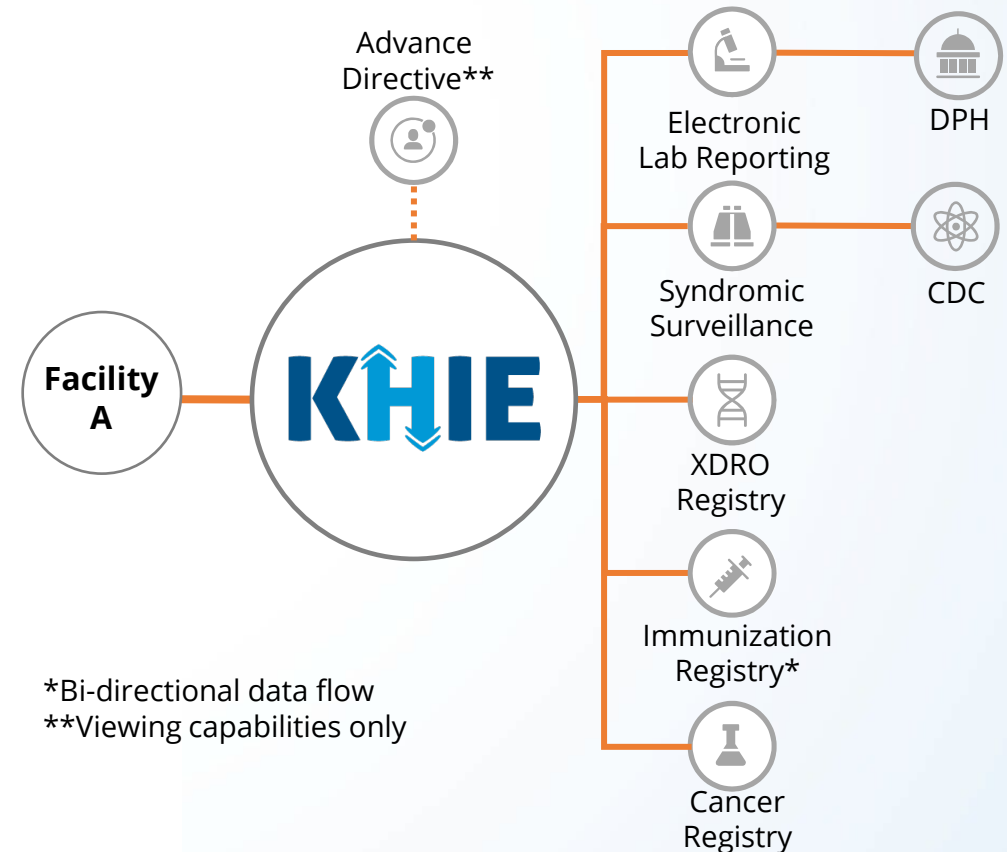 Advance
Directive**
Facility
A
KHIE
Electronic
Lab Reporting
DPH
Syndromic
Surveillance
CDC
XDRO
Registry
Immunization
Registry*
Cancer
Registry
*Bi-directional data flow
**Viewing capabilities only